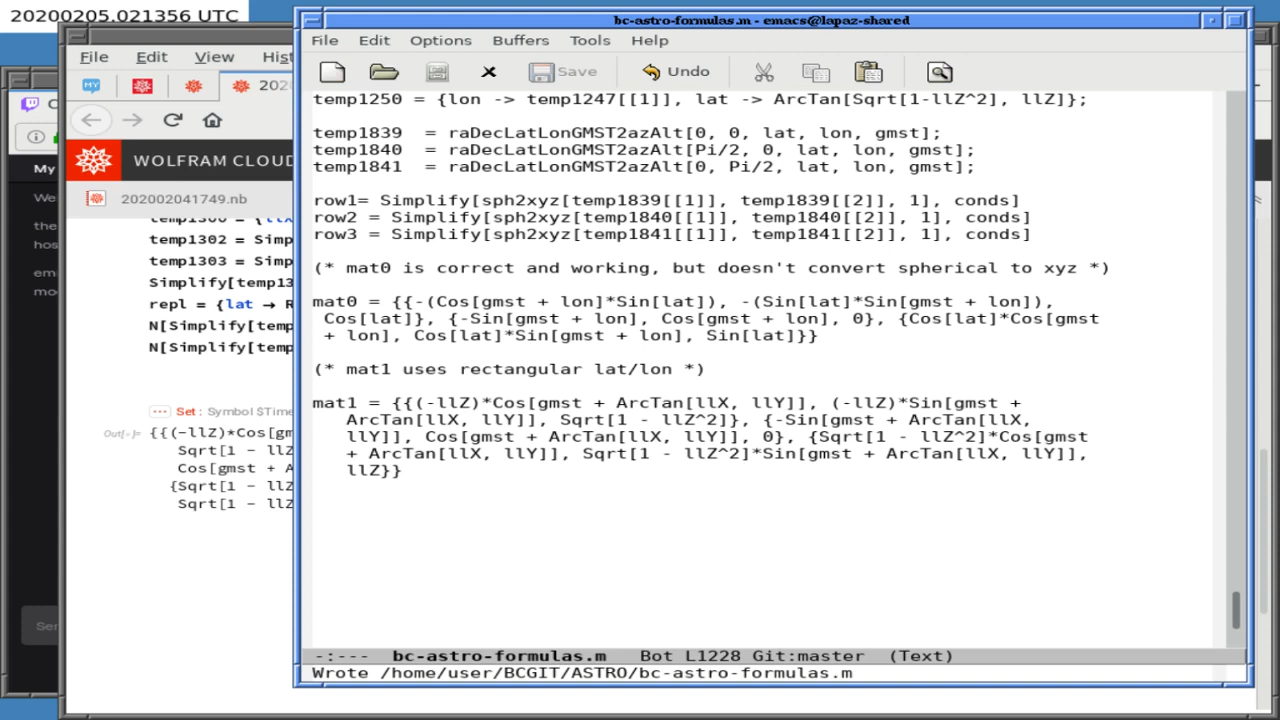 20200205.021356 UTC
bc-astro-formulas.m - emacs@lapaz-shared
File Edit Options Buffers Tools Help
Save Undo
temp1250 = {lon -> temp1247[[1]], lat -> ArcTan[Sqrt[1-llZ^2], llZ]};
temp1839  = raDecLatLonGMST2azAlt[0, 0, lat, lon, gmst];
temp1840  = raDecLatLonGMST2azAlt[Pi/2, 0, lat, lon, gmst];
temp1841  = raDecLatLonGMST2azAlt[0, Pi/2, lat, lon, gmst];
row1= Simplify[sph2xyz[temp1839[[1]], temp1839[[2]], 1], conds]
row2 = Simplify[sph2xyz[temp1840[[1]], temp1840[[2]], 1], conds]
row3 = Simplify[sph2xyz[temp1841[[1]], temp1841[[2]], 1], conds]
(* mat0 is correct and working, but doesn't convert spherical to xyz *)
mat0 = {{-(Cos[gmst + lon]*Sin[lat]), -(Sin[lat]*Sin[gmst + lon]),
Cos[lat]}, {-Sin[gmst + lon], Cos[gmst + lon], 0}, {Cos[lat]*Cos[gmst
+ lon], Cos[lat]*Sin[gmst + lon], Sin[lat]}}
(* mat1 uses rectangular lat/lon *)
mat1 = {{(-llZ)*Cos[gmst + ArcTan[llX, llY]], (-llZ)*Sin[gmst +
ArcTan[llX, llY]], Sqrt[1 - llZ^2]}, {-Sin[gmst + ArcTan[llX,
llY]], Cos[gmst + ArcTan[llX, llY]], 0}, {Sqrt[1 - llZ^2]*Cos[gmst
+ ArcTan[llX, llY]], Sqrt[1 - llZ^2]*Sin[gmst + ArcTan[llX, llY]],
llZ}}
-:---  bc-astro-formulas.m   Bot L1228 Git:master  (Text)
Wrote /home/user/BCGIT/ASTRO/bc-astro-formulas.m
File Edit View Hist
MY 202
WOLFRAM CLOUD
202002041749.nb
temp1302 = Simp
temp1303 = Simp
Simplify[temp13
repl = {lat → R
N[Simplify[temp
N[Simplify[temp
Set: Symbol $Time
Out[-]= {{(-llZ)*Cos[gm
Sqrt[1 - llZ
Cos[gmst + A
{Sqrt[1 - llZ
Sqrt[1 - llZ
My
We
the
hos
em
mo
Ser